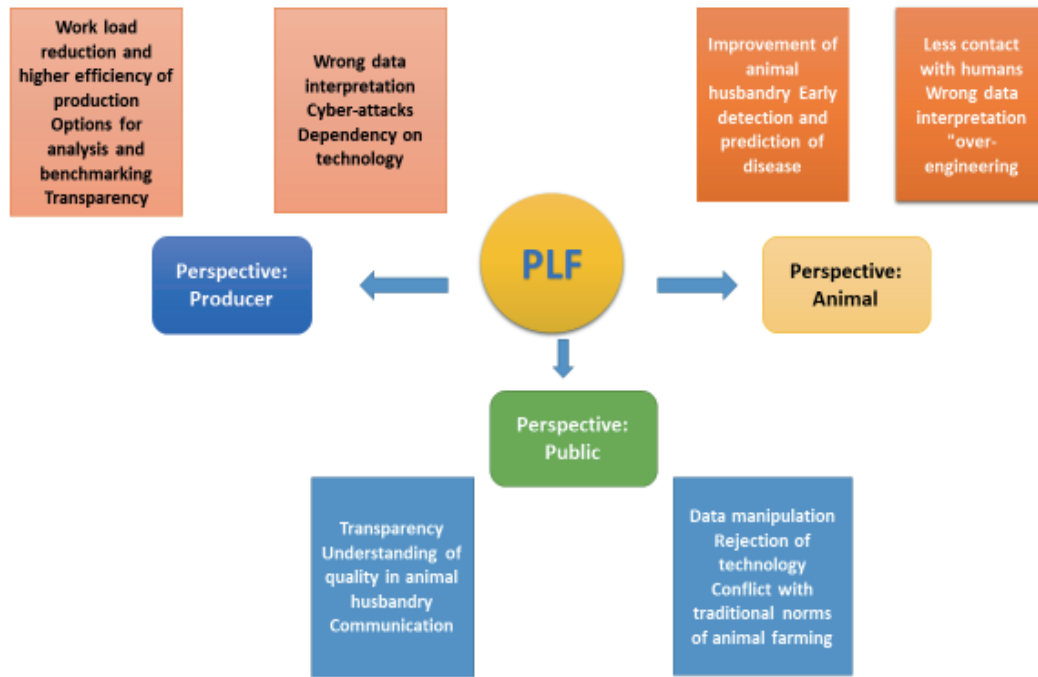 Work load
reduction and
higher efficiency of
production
Options for
analysis and
benchmarking
Transparency
Wrong data
interpretation
Cyber-attacks
Dependency on
technology
Improvement of
animal
husbandry Early
detection and
prediction of
disease
Less contact
with humans
Wrong data
interpretation
"over-
engineering
PLF
Perspective:
Producer
Perspective:
Animal
Perspective:
Public
Transparency
Understanding of
quality in animal
husbandry
Communication
Data manipulation
Rejection of
technology
Conflict with
traditional norms
of animal farming